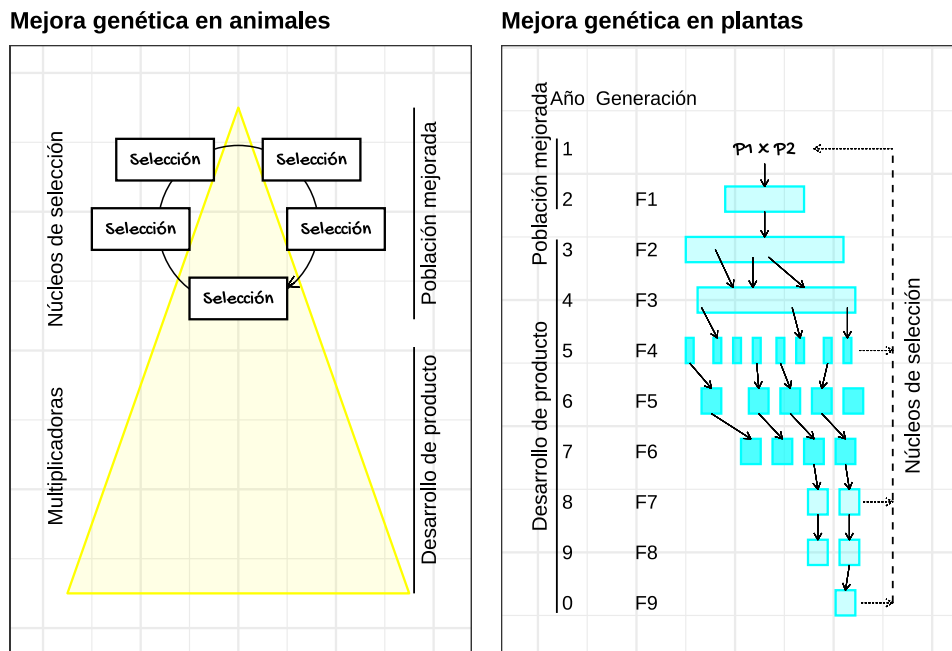 Mejora genética en animales
Núcleos de selección
Multiplicadoras
Selección
Selección
Selección
Selección
Selección
Población mejorada
Desarrollo de producto
Mejora genética en plantas
Población mejorada
Desarrollo de producto
Año Generación
1 P1 X P2
2 F1
3 F2
4 F3
5 F4
6 F5
7 F6
8 F7
9 F8
0 F9
Núcleos de selección